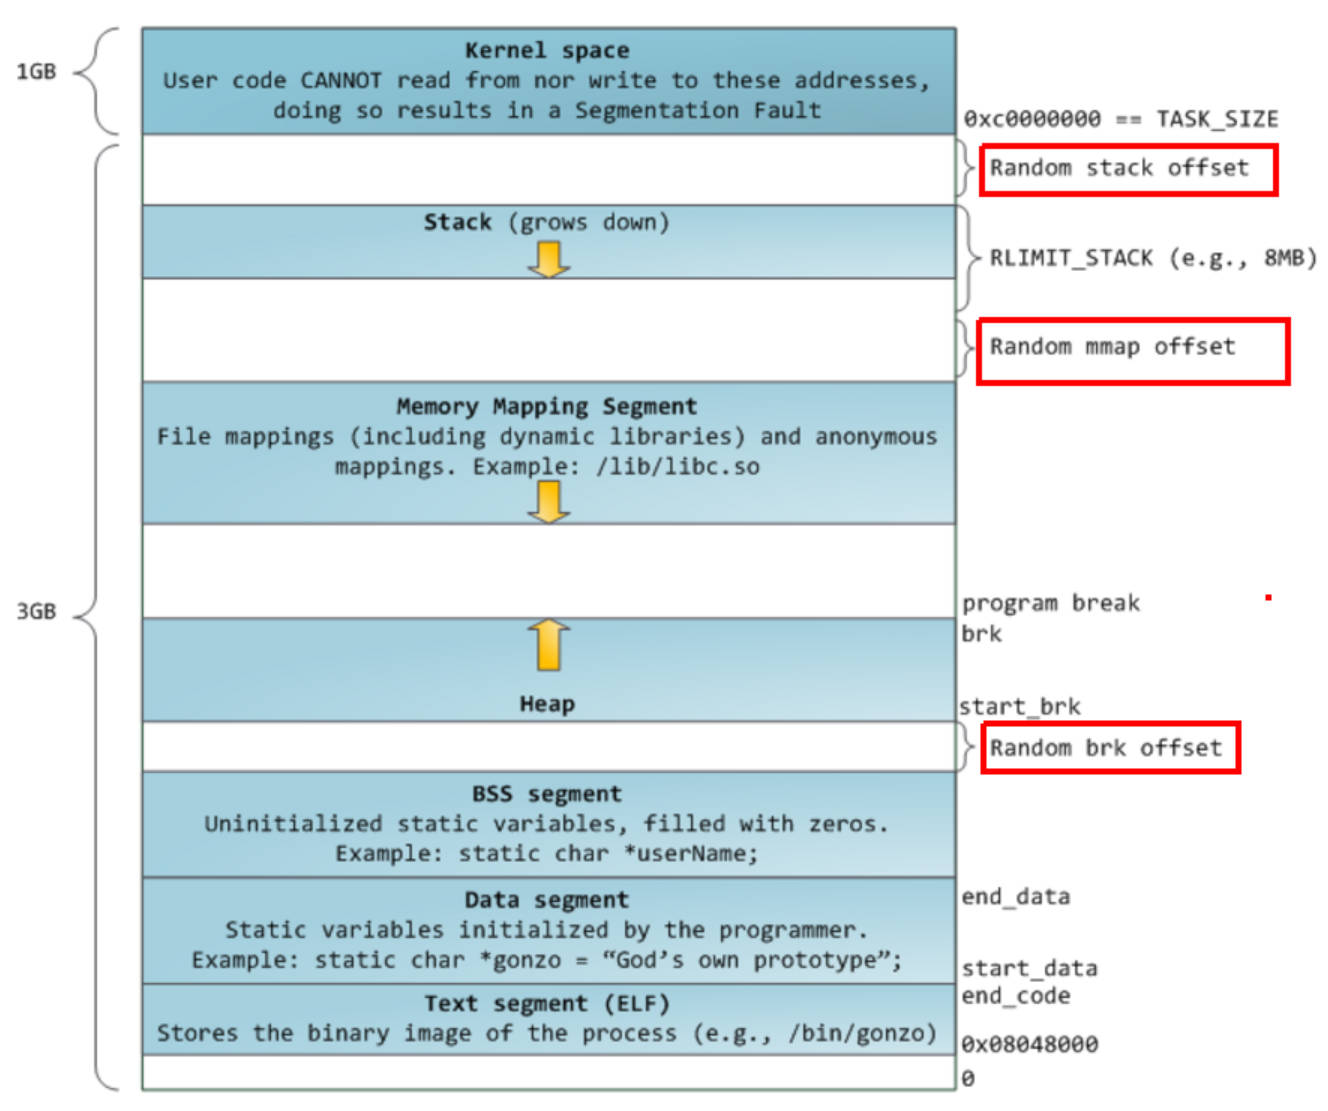 1GB
Kernel space
User code CANNOT read from nor write to these addresses,
doing so results in a Segmentation Fault
0xc0000000 == TASK_SIZE
Random stack offset
Stack (grows down)
RLIMIT_STACK (e.g., 8MB)
Random mmap offset
Memory Mapping Segment
File mappings (including dynamic libraries) and anonymous
mappings. Example: /lib/libc.so
3GB
program break
brk
Heap
start_brk
Random brk offset
BSS segment
Uninitialized static variables, filled with zeros.
Example: static char *userName;
Data segment
Static variables initialized by the programmer.
Example: static char *gonzo = “God’s own prototype”;
end_data
start_data
Text segment (ELF)
Stores the binary image of the process (e.g., /bin/gonzo)
end_code
0x08048000
0